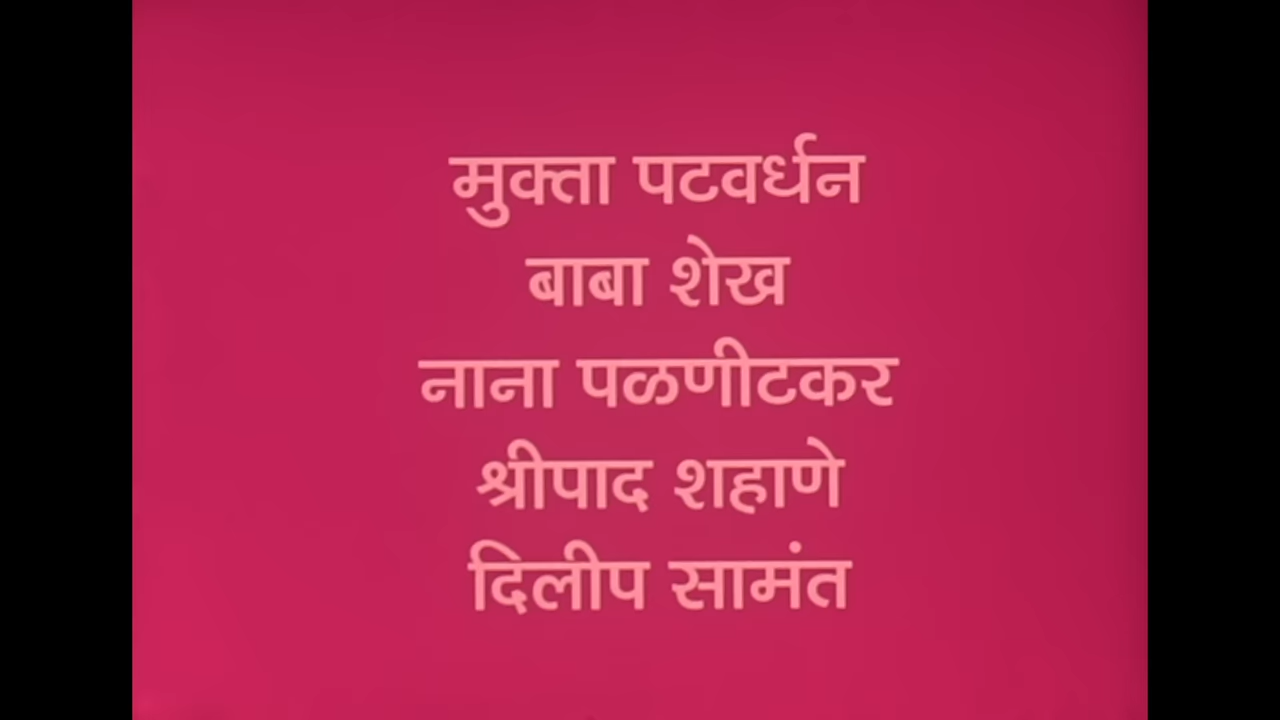 मुक्ता पटवर्धन
बाबा शेख
नाना पळणीटकर
श्रीपाद शहाणे
दिलीप सामंत